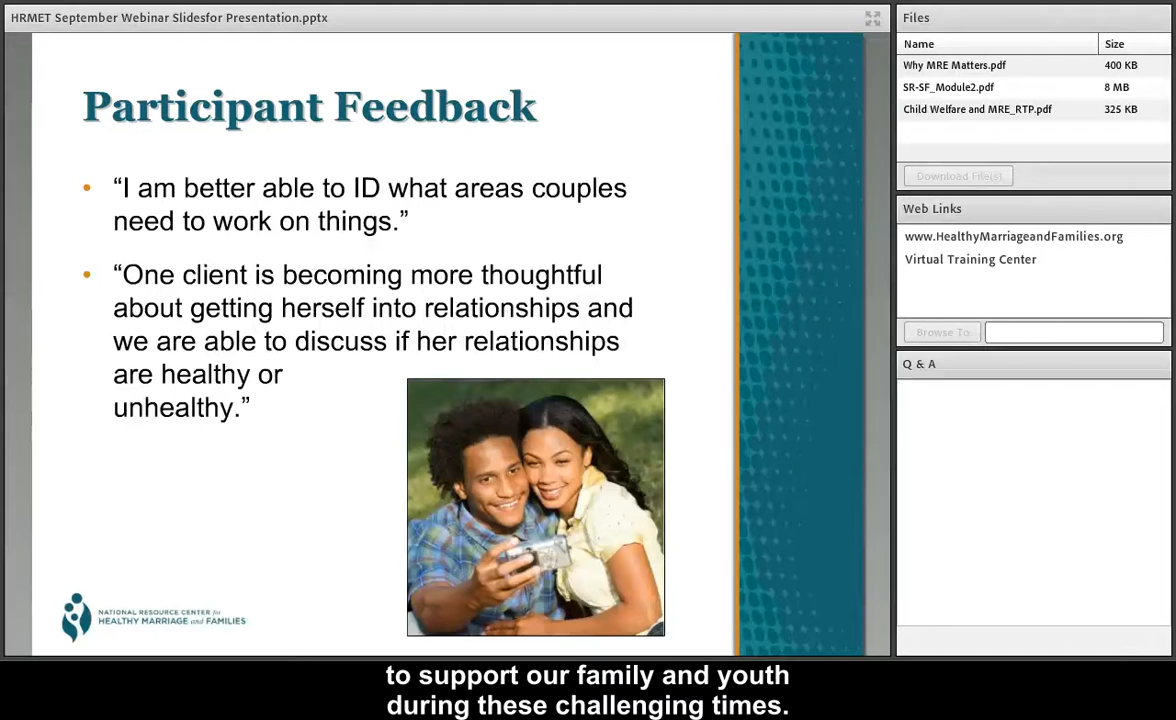 HRMET September Webinar Slidesfor Presentation.pptx
Participant Feedback
• “I am better able to ID what areas couples
need to work on things.”
• “One client is becoming more thoughtful
about getting herself into relationships and
we are able to discuss if her relationships
are healthy or
unhealthy.”
NATIONAL RESOURCE CENTER for
HEALTHY MARRIAGE and FAMILIES
Files
Name Size
Why MRE Matters.pdf 400 KB
SR-SF_Module2.pdf 8 MB
Child Welfare and MRE_RTP.pdf 325 KB
Download File(s)
Web Links
www.HealthyMarriageandFamilies.org
Virtual Training Center
Browse To
Q & A
to support our family and youth
during these challenging times.